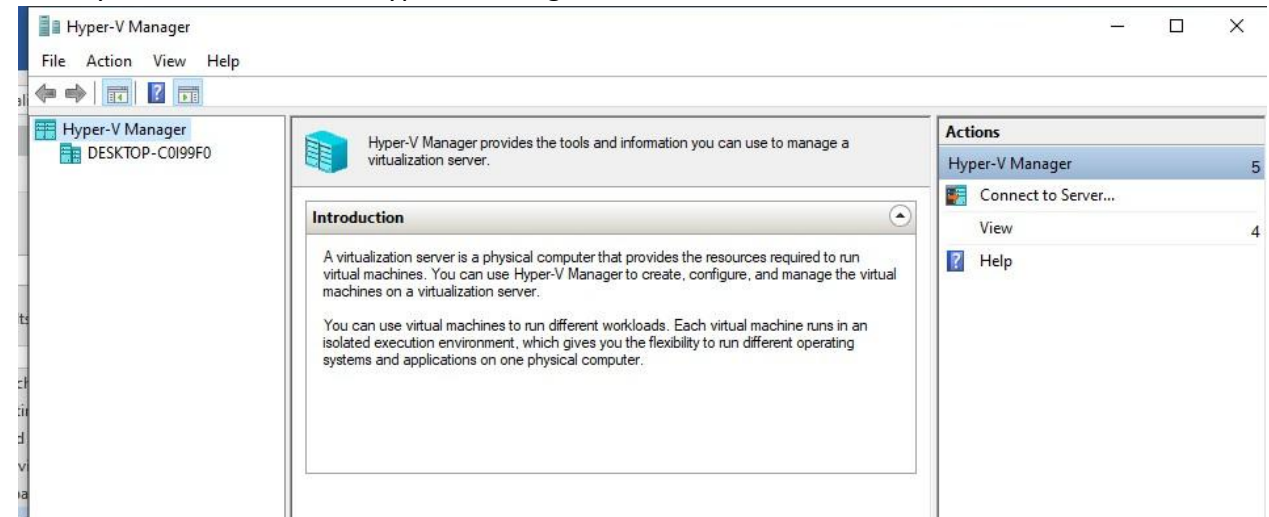 Hyper-V Manager
File Action View Help
Hyper-V Manager
DESKTOP-C0I99F0
Hyper-V Manager provides the tools and information you can use to manage a
virtualization server.
Introduction
A virtualization server is a physical computer that provides the resources required to run
virtual machines. You can use Hyper-V Manager to create, configure, and manage the virtual
machines on a virtualization server.
You can use virtual machines to run different workloads. Each virtual machine runs in an
isolated execution environment, which gives you the flexibility to run different operating
systems and applications on one physical computer.
Actions
Hyper-V Manager 5
Connect to Server...
View 4
Help